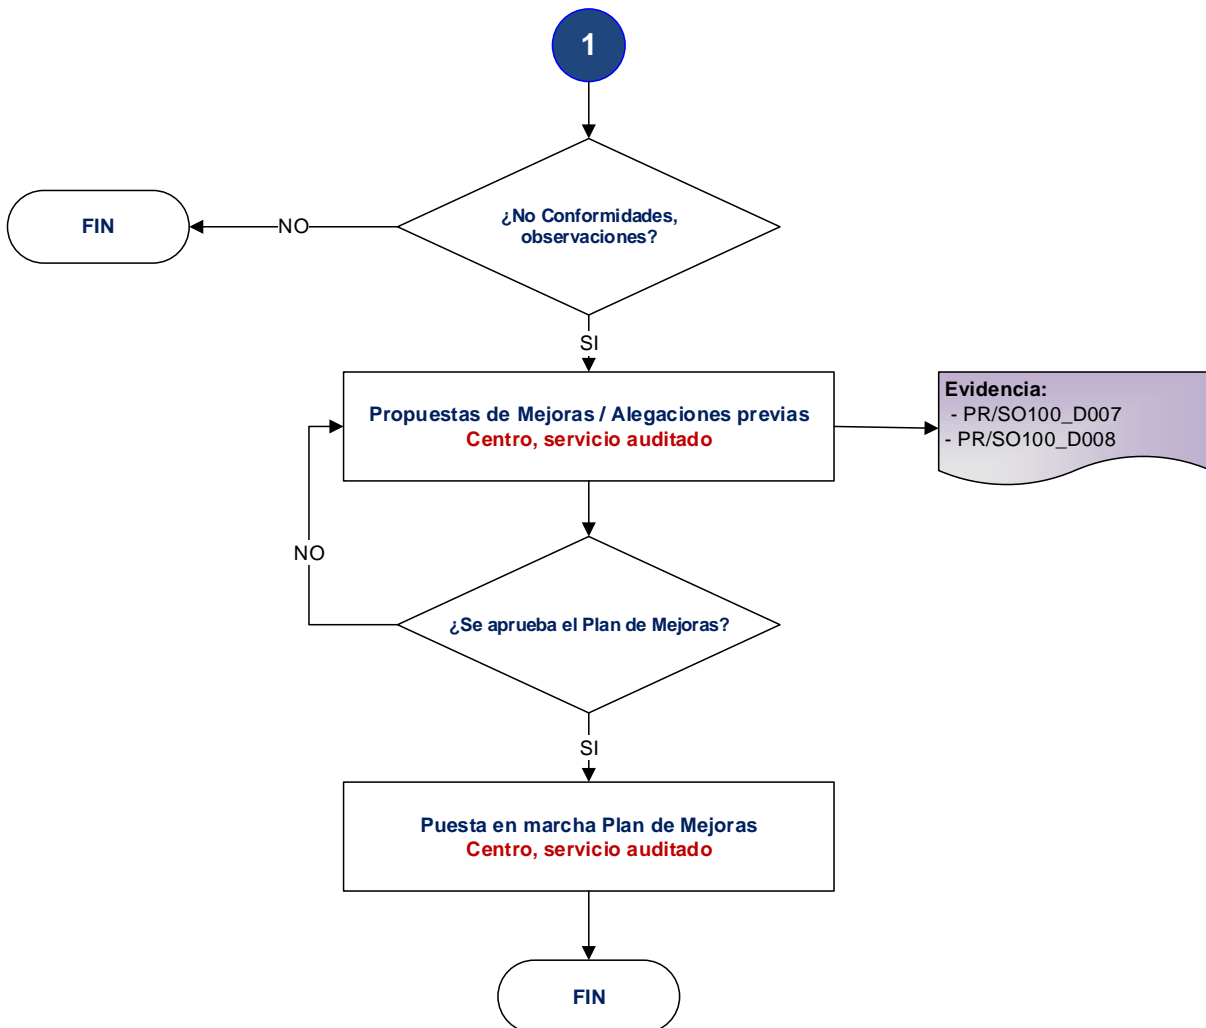 1
¿No Conformidades,
observaciones?
NO
FIN
SI
Propuestas de Mejoras / Alegaciones previas
Centro, servicio auditado
Evidencia:
- PR/SO100_D007
- PR/SO100_D008
NO
¿Se aprueba el Plan de Mejoras?
SI
Puesta en marcha Plan de Mejoras
Centro, servicio auditado
FIN